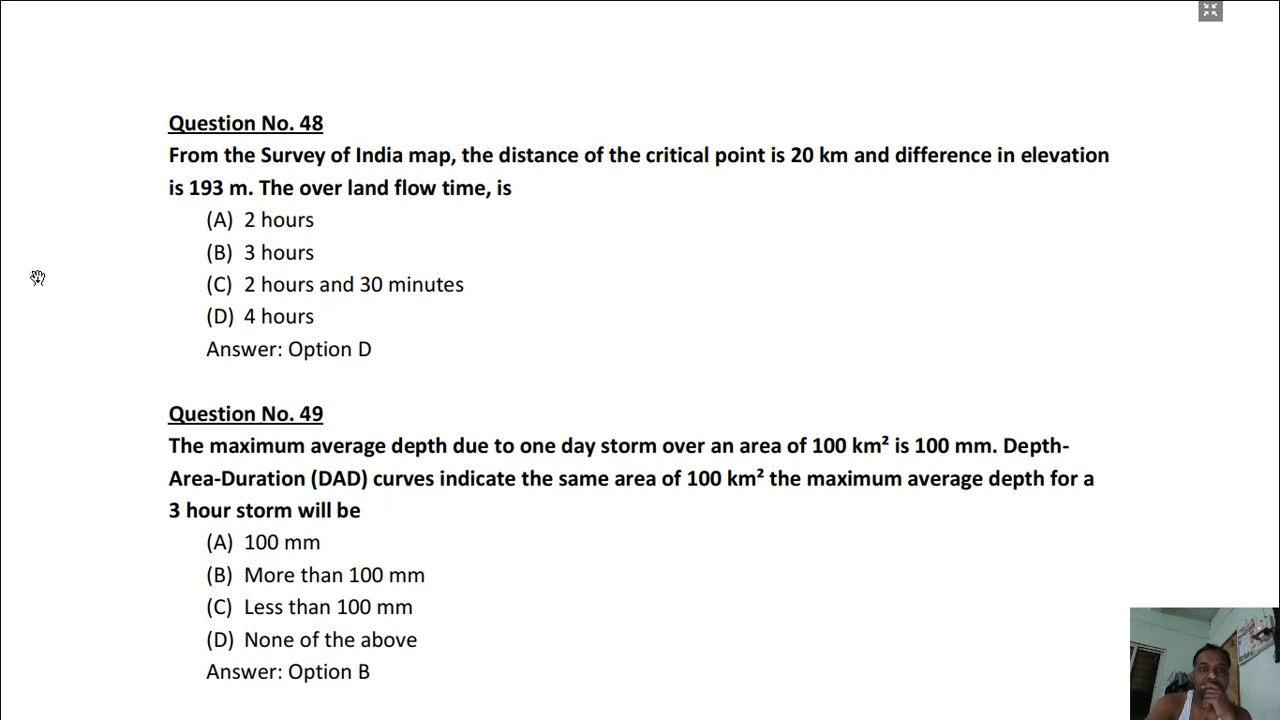 Question No. 48
From the Survey of India map, the distance of the critical point is 20 km and difference in elevation
is 193 m. The over land flow time, is
(A) 2 hours
(B) 3 hours
(C) 2 hours and 30 minutes
(D) 4 hours
Answer: Option D
Question No. 49
The maximum average depth due to one day storm over an area of 100 km² is 100 mm. Depth-
Area-Duration (DAD) curves indicate the same area of 100 km² the maximum average depth for a
3 hour storm will be
(A) 100 mm
(B) More than 100 mm
(C) Less than 100 mm
(D) None of the above
Answer: Option B